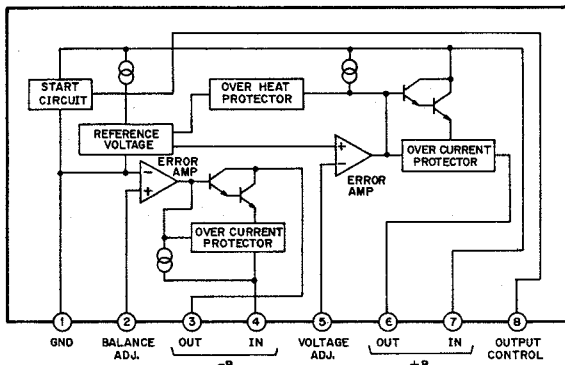 START
CIRCUIT
OVER HEAT
PROTECTOR
REFERENCE
VOLTAGE
ERROR
AMP
OVER CURRENT
PROTECTOR
ERROR AMP
OVER CURRENT
PROTECTOR
1 2 3 4 5 6 7 8
GND BALANCE ADJ. OUT IN VOLTAGE ADJ. OUT IN OUTPUT CONTROL
-B +B